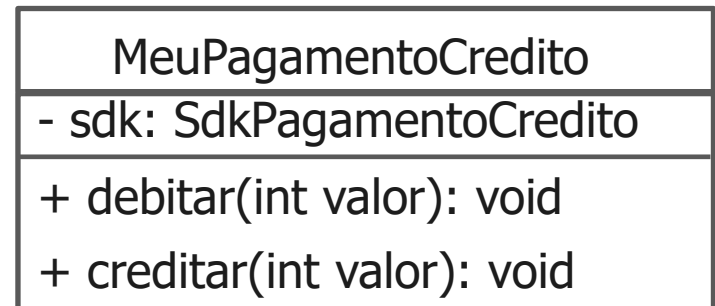 MeuPagamentoCredito
- sdk: SdkPagamentoCredito
+ debitar(int valor): void
+ creditar(int valor): void